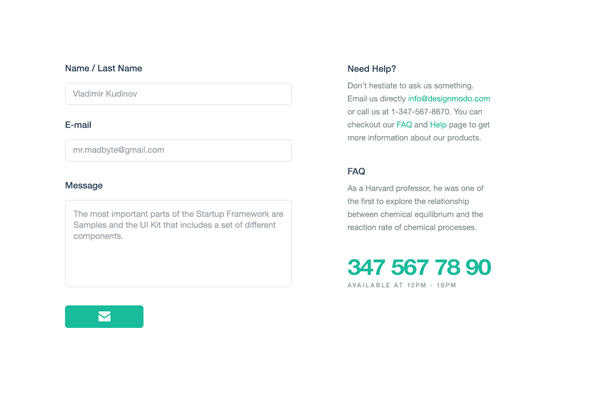 Name / Last Name
Vladimir Kudinov
E-mail
mr.madbyte@gmail.com
Message
The most important parts of the Startup Framework are
Samples and the UI Kit that includes a set of different
components.
Need Help?
Don't hestiate to ask us something.
Email us directly info@designmodo.com
or call us at 1-347-567-8670. You can
checkout our FAQ and Help page to get
more information about our products.
FAQ
As a Harvard professor, he was one of
the first to explore the relationship
between chemical equilibrium and the
reaction rate of chemical processes.
347 567 78 90
AVAILABLE AT 12PM - 18PM